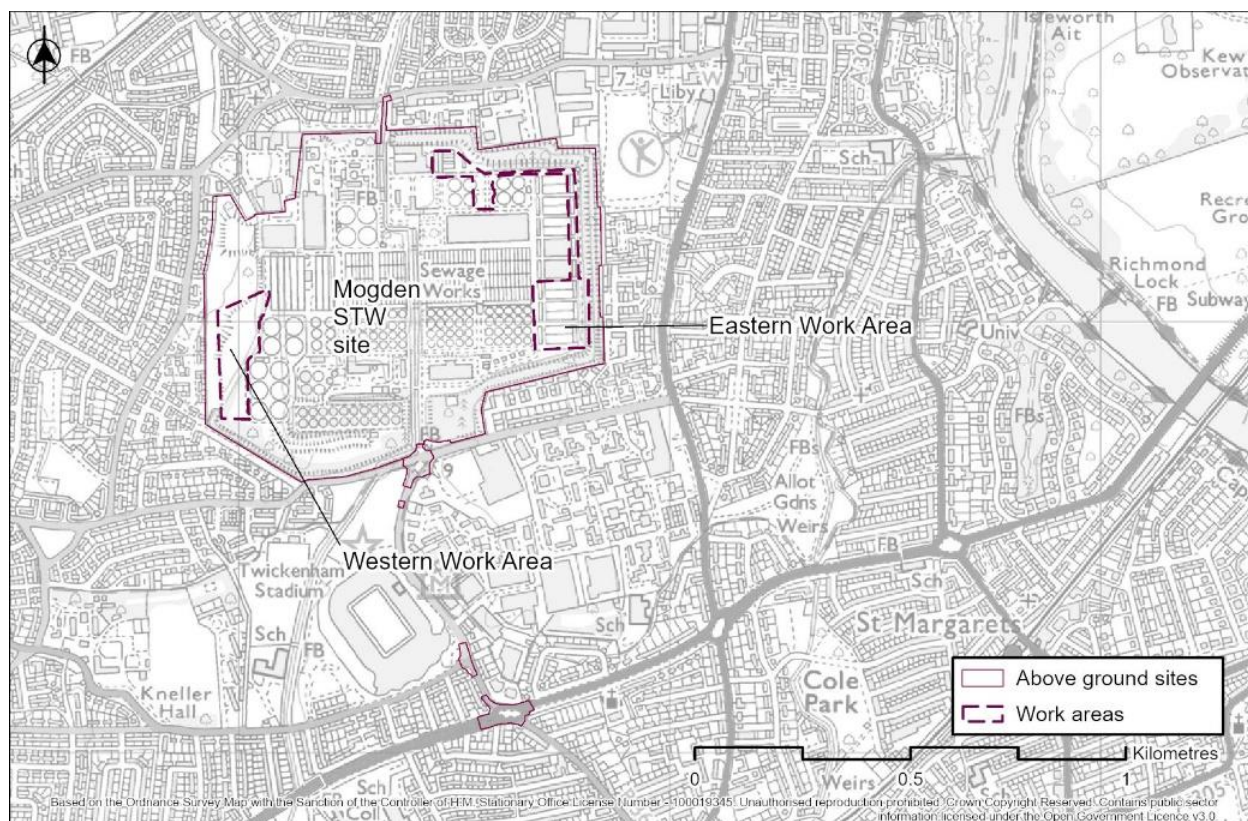 Isleworth
Ait
Kew
Observat
FB
A3004
7
W
Liby
Sch
Recre
Gro
FB
Sewage
Works
Mogden
STW
site
Eastern Work Area
Richmond
Lock
FB
Subway
Univ
FBs
FB
9
FBs
Allot
Gdns
Weirs
Cap
Western Work Area
Twickenham
Stadium
FB
Sch
Sch
Sch
FB
St Margarets
Kneller
Hall
Cole
Park
Above ground sites
Work areas
Kilometres
0
0.5
1
Sch
Coll
Weirs
Sch
305
Based on the Ordnance Survey Map with the Sanction of the Controller of H.M. Stationary Office License Number - 100019345. Unauthorised reproduction prohibited. Crown Copyright Reserved. Contains public sector
information licensed under the Open Government Licence v3.0.